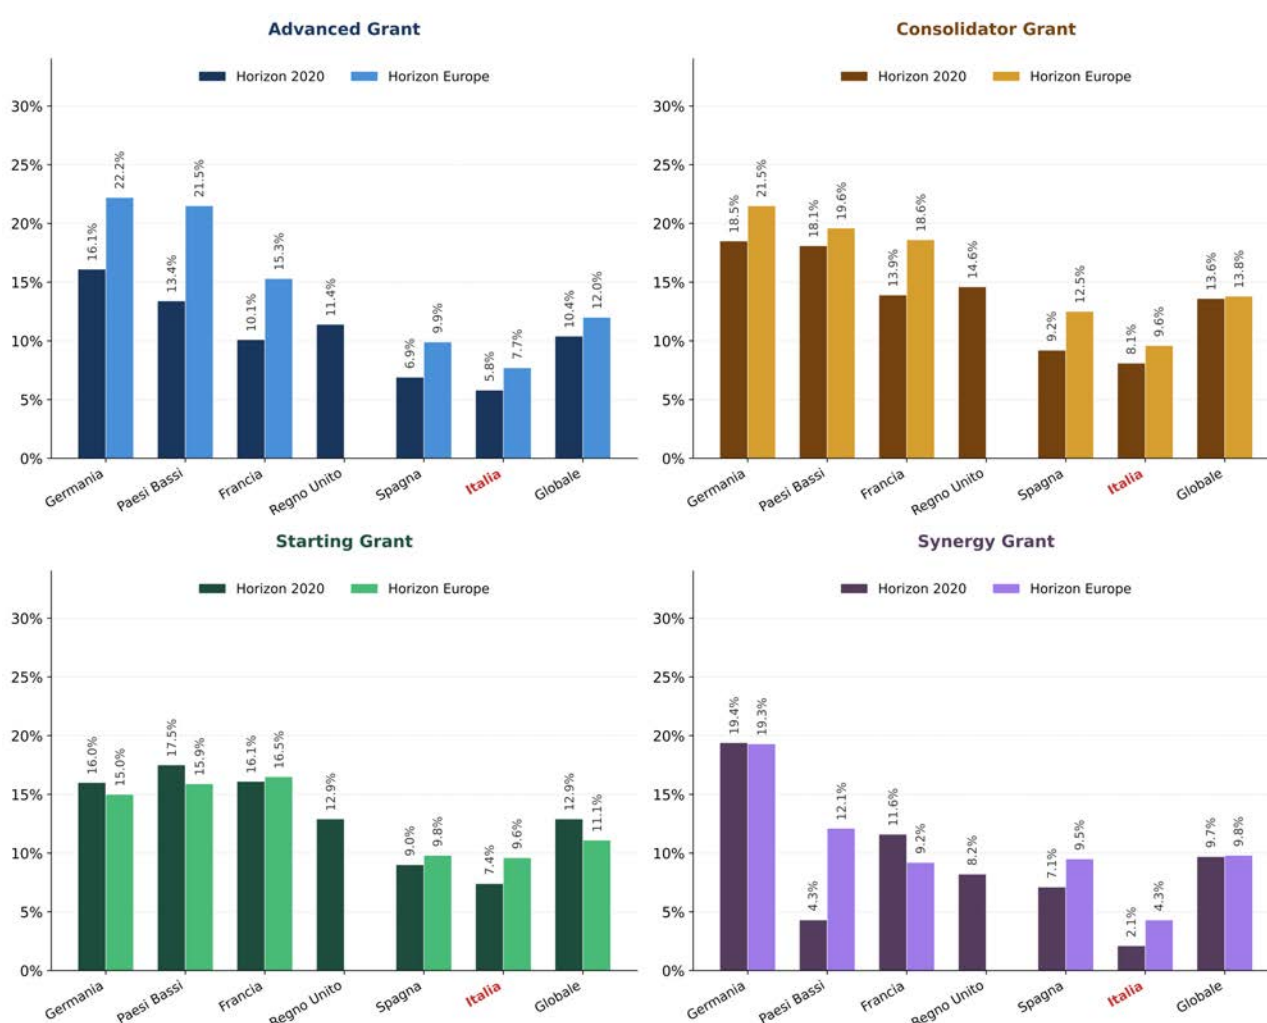 Advanced Grant
Horizon 2020 Horizon Europe
30%
25%
20%
15%
10%
5%
0%
16.1% 22.2% 13.4% 21.5% 10.1% 15.3% 11.4% 6.9% 9.9% 5.8% 7.7% 10.4% 12.0%
Germania Paesi Bassi Francia Regno Unito Spagna Italia Globale
Consolidator Grant
Horizon 2020 Horizon Europe
30%
25%
20%
15%
10%
5%
0%
18.5% 21.5% 18.1% 19.6% 13.9% 18.6% 14.6% 9.2% 12.5% 8.1% 9.6% 13.6% 13.8%
Germania Paesi Bassi Francia Regno Unito Spagna Italia Globale
Starting Grant
Horizon 2020 Horizon Europe
30%
25%
20%
15%
10%
5%
0%
16.0% 15.0% 17.5% 15.9% 16.1% 16.5% 12.9% 9.0% 9.8% 7.4% 9.6% 12.9% 11.1%
Germania Paesi Bassi Francia Regno Unito Spagna Italia Globale
Synergy Grant
Horizon 2020 Horizon Europe
30%
25%
20%
15%
10%
5%
0%
19.4% 19.3% 4.3% 12.1% 11.6% 9.2% 8.2% 7.1% 9.5% 2.1% 4.3% 9.7% 9.8%
Germania Paesi Bassi Francia Regno Unito Spagna Italia Globale